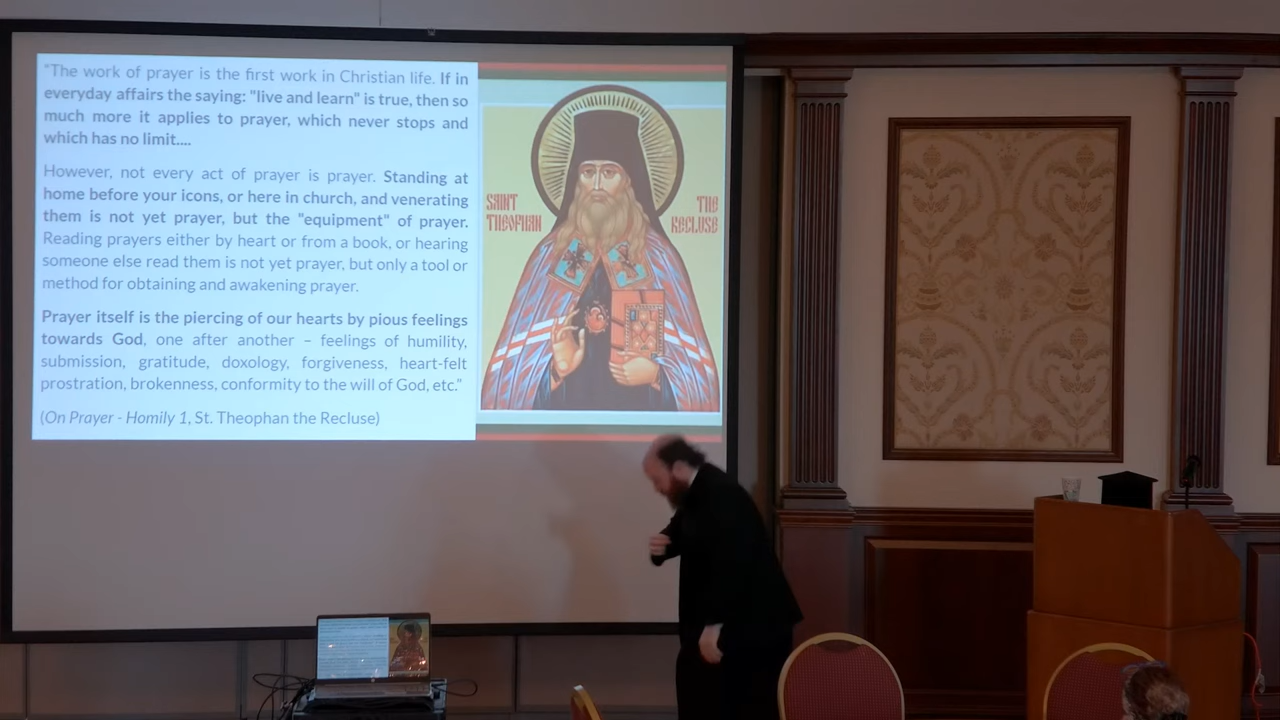 "The work of prayer is the first work in Christian life. If in
everyday affairs the saying: "live and learn" is true, then so
much more it applies to prayer, which never stops and
which has no limit....
However, not every act of prayer is prayer. Standing at
home before your icons, or here in church, and venerating
them is not yet prayer, but the "equipment" of prayer.
Reading prayers either by heart or from a book, or hearing
someone else read them is not yet prayer, but only a tool or
method for obtaining and awakening prayer.
Prayer itself is the piercing of our hearts by pious feelings
towards God, one after another – feelings of humility,
submission, gratitude, doxology, forgiveness, heart-felt
prostration, brokenness, conformity to the will of God, etc."
(On Prayer - Homily 1, St. Theophan the Recluse)
SAINT
THEOPHAN
THE
RECLUSE